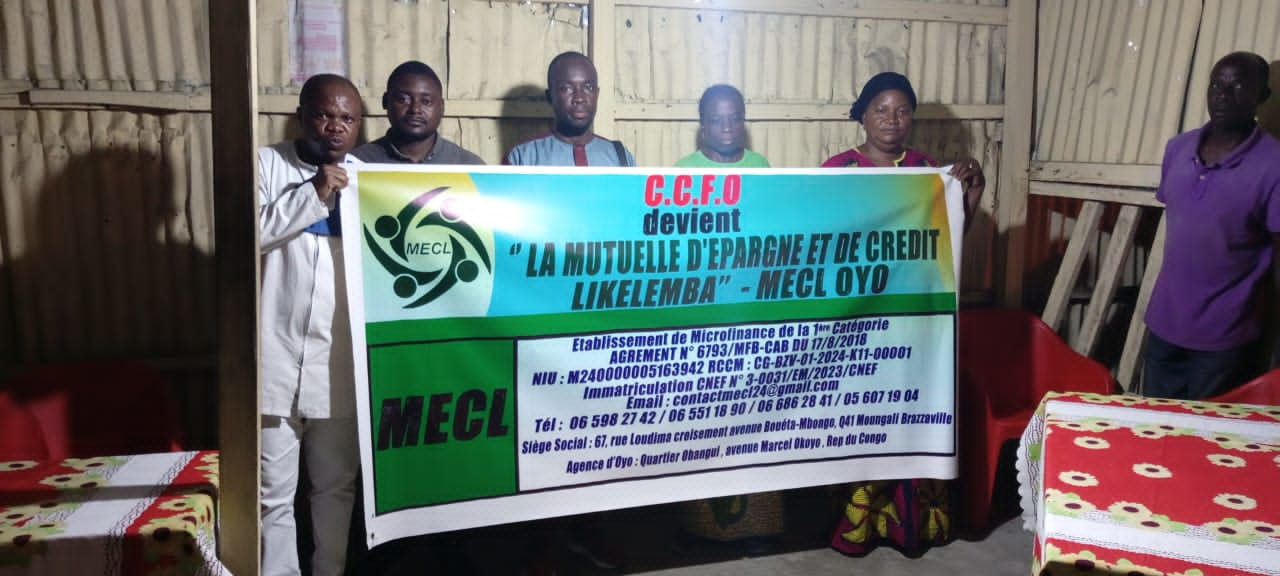 MECL
C.C.F.O
devient
“LA MUTUELLE D'EPARGNE ET DE CREDIT
LIKELEMBA” - MECL OYO
MECL
Etablissement de Microfinance de la 1ère Catégorie
AGREMENT N° 6793/MFB-CAB DU 17/8/2018
NIU : M240000005163942 RCCM : CG-BZV-01-2024-K11-00001
Immatriculation CNEF N° 3-0031/EM/2023/CNEF
Email : contactmecl24@gmail.com
Tél : 06 598 27 42 / 06 551 18 90 / 06 686 28 41 / 05 607 19 04
Siège Social : 67, rue Loudima croisement avenue Bouéta-Mbongo, Q41 Moungali Brazzaville
Agence d'Oyo : Quartier Obangui , avenue Marcel Okoyo . Rep du Congo